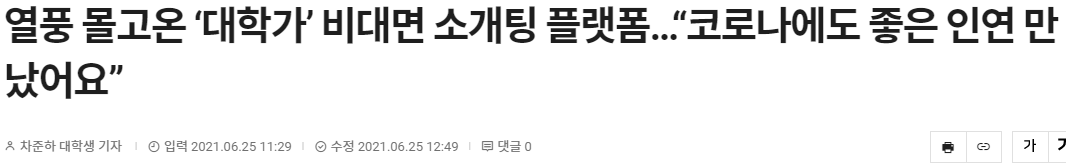 열풍 몰고온 ‘대학가’ 비대면 소개팅 플랫폼...“코로나에도 좋은 인연 만
났어요”
차준하 대학생 기자 입력 2021.06.25 11:29 수정 2021.06.25 12:49 댓글 0 가